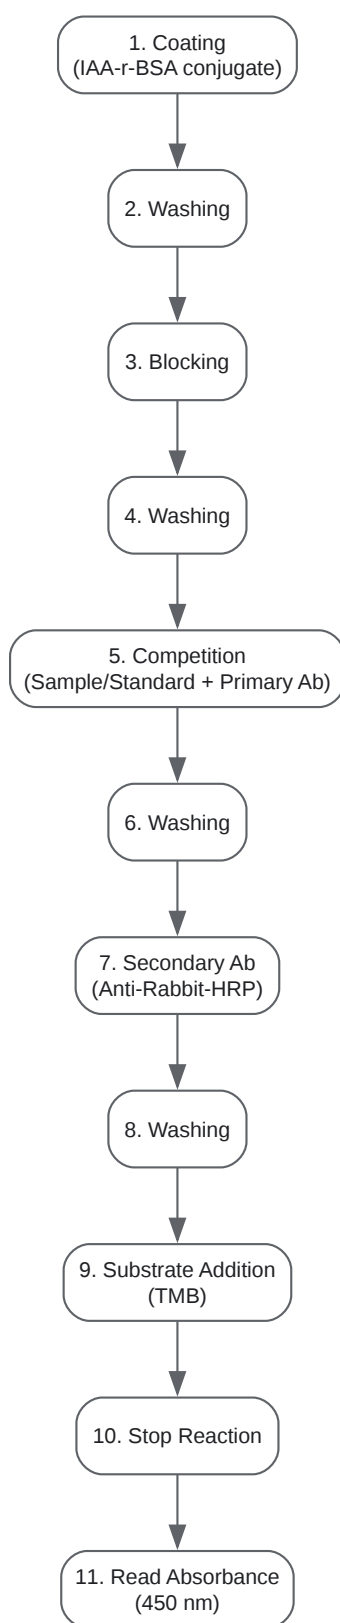 1. Coating
(IAA-r-BSA conjugate)
2. Washing
3. Blocking
4. Washing
5. Competition
(Sample/Standard + Primary Ab)
6. Washing
7. Secondary Ab
(Anti-Rabbit-HRP)
8. Washing
9. Substrate Addition
(TMB)
10. Stop Reaction
11. Read Absorbance
(450 nm)